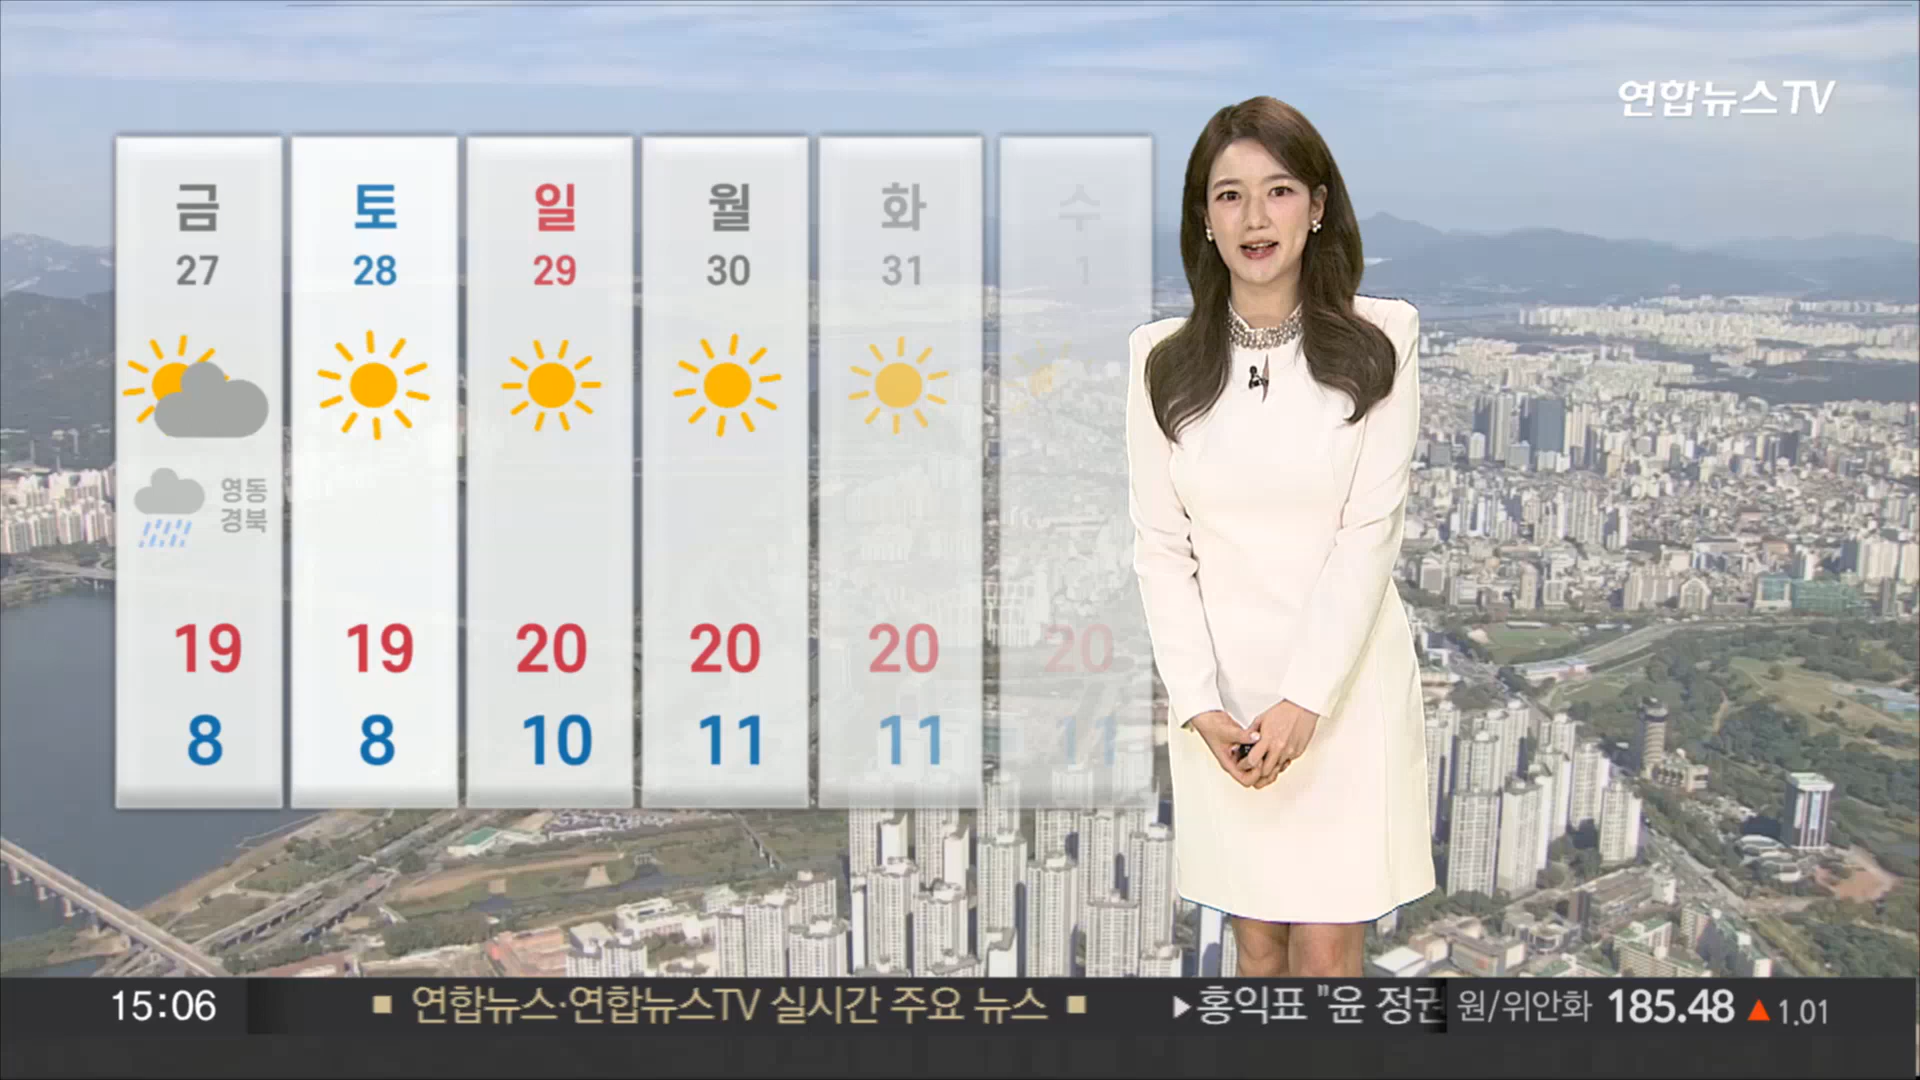 연합뉴스TV
금 토 일 월 화 수
27 28 29 30 31 1
영동
경북
19 19 20 20 20 20
8 8 10 11 11 11
15:06 ■ 연합뉴스·연합뉴스TV 실시간 주요 뉴스 ■ ▶홍익표 "윤 정권 원/위안화 185.48 ▲1.01